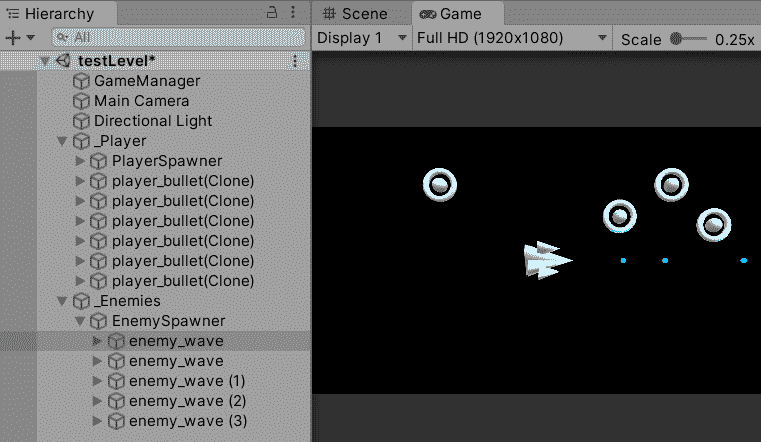 Hierarchy
All
testLevel*
GameManager
Main Camera
Directional Light
_Player
PlayerSpawner
player_bullet(Clone)
player_bullet(Clone)
player_bullet(Clone)
player_bullet(Clone)
player_bullet(Clone)
player_bullet(Clone)
_Enemies
EnemySpawner
enemy_wave
enemy_wave
enemy_wave (1)
enemy_wave (2)
enemy_wave (3)
Scene Game
Display 1 Full HD (1920x1080) Scale 0.25x